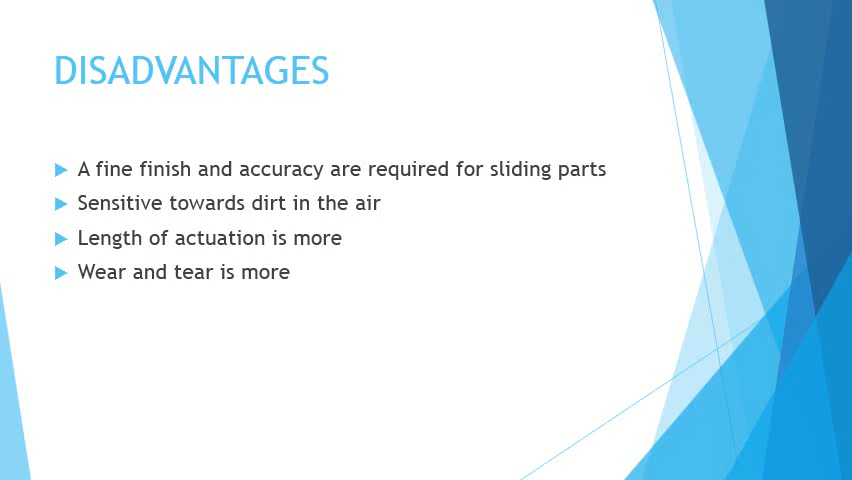 DISADVANTAGES
A fine finish and accuracy are required for sliding parts
Sensitive towards dirt in the air
Length of actuation is more
Wear and tear is more